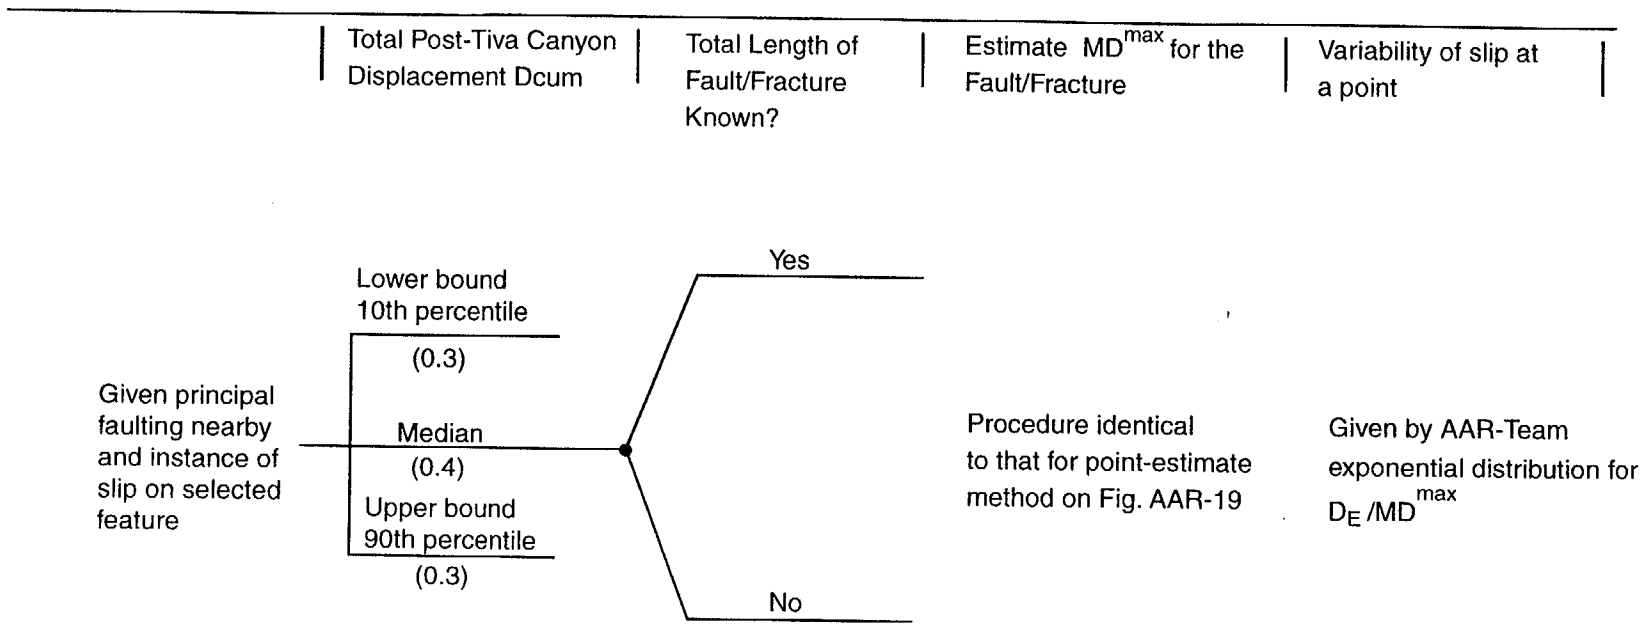 Total Post-Tiva Canyon
Displacement Dcum
Total Length of
Fault/Fracture
Known?
Estimate MD^max for the
Fault/Fracture
Variability of slip at
a point
Given principal
faulting nearby
and instance of
slip on selected
feature
Lower bound
10th percentile
(0.3)
Median
(0.4)
Upper bound
90th percentile
(0.3)
Yes
No
Procedure identical
to that for point-estimate
method on Fig. AAR-19
Given by AAR-Team
exponential distribution for
D_E /MD^max